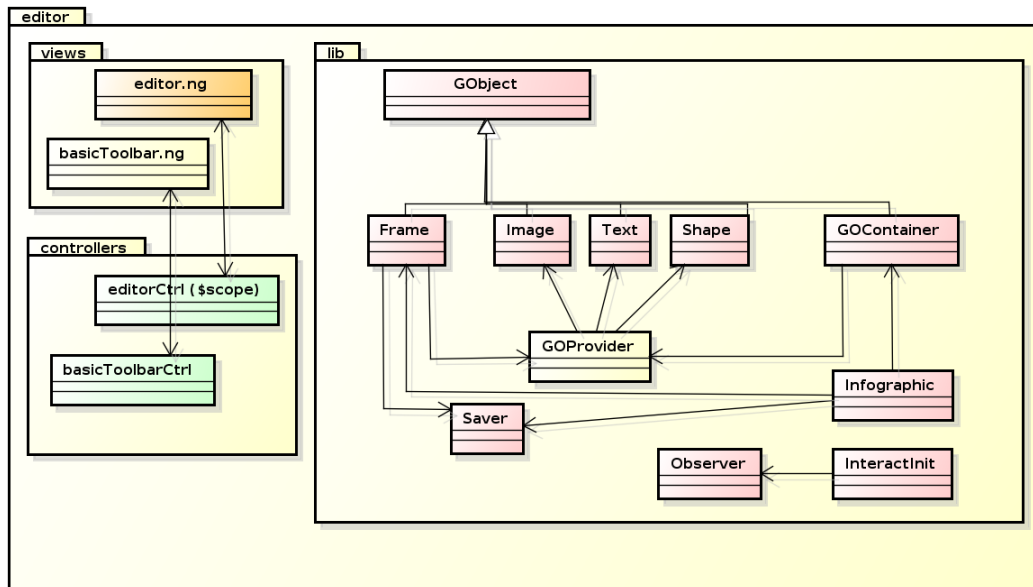 editor
views
editor.ng
basicToolbar.ng
controllers
editorCtrl ($scope)
basicToolbarCtrl
lib
GObject
Frame
Image
Text
Shape
GOContainer
GOProvider
Infographic
Saver
Observer
InteractInit